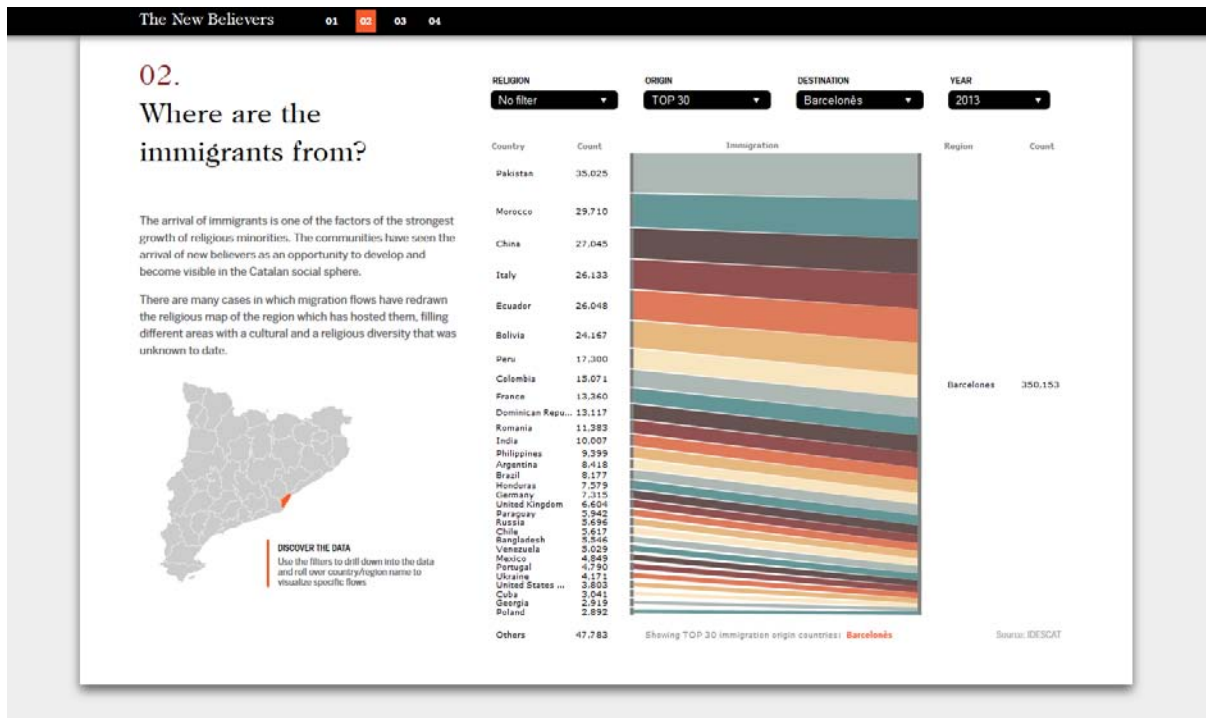 The New Believers 01 02 03 04
02.
Where are the
immigrants from?
The arrival of immigrants is one of the factors of the strongest
growth of religious minorities. The communities have seen the
arrival of new believers as an opportunity to develop and
become visible in the Catalan social sphere.
There are many cases in which migration flows have redrawn
the religious map of the region which has hosted them, filling
different areas with a cultural and a religious diversity that was
unknown to date.
DISCOVER THE DATA
Use the filters to drill down into the data
and roll over country/region name to
visualize specific flows
RELIGION ORIGIN DESTINATION YEAR
No filter TOP 30 Barcelonès 2013
Country Count Immigration Region Count
Pakistan 35,025
Morocco 29,710
China 27,045
Italy 26,133
Ecuador 26,048
Bolivia 24,167
Peru 17,300
Colombia 15,071
France 13,360
Dominican Repu... 13,117
Romania 11,383
India 10,007
Philippines 9,399
Argentina 8,418
Brazil 8,177
Honduras 7,579
Germany 7,315
United Kingdom 6,604
Paraguay 5,942
Russia 5,696
Chile 5,617
Bangladesh 5,546
Venezuela 5,029
Mexico 4,849
Portugal 4,790
Ukraine 4,171
United States ... 3,803
Cuba 3,041
Georgia 2,919
Poland 2,892
Others 47,783
Barcelones 350,153
Showing TOP 30 immigration origin countries: Barcelonès
Source: IDESCAT